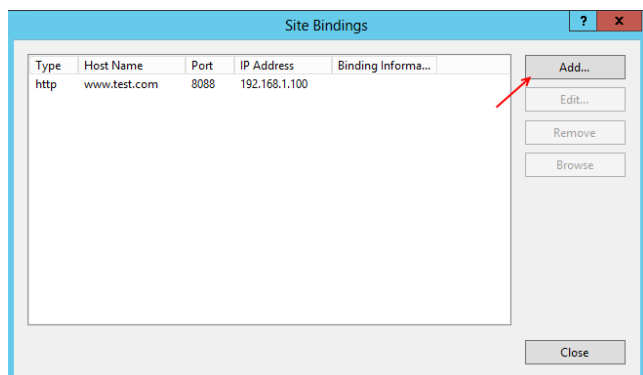 Site Bindings
? x
Type Host Name Port IP Address Binding Informa...
http www.test.com 8088 192.168.1.100
Add...
Edit...
Remove
Browse
Close